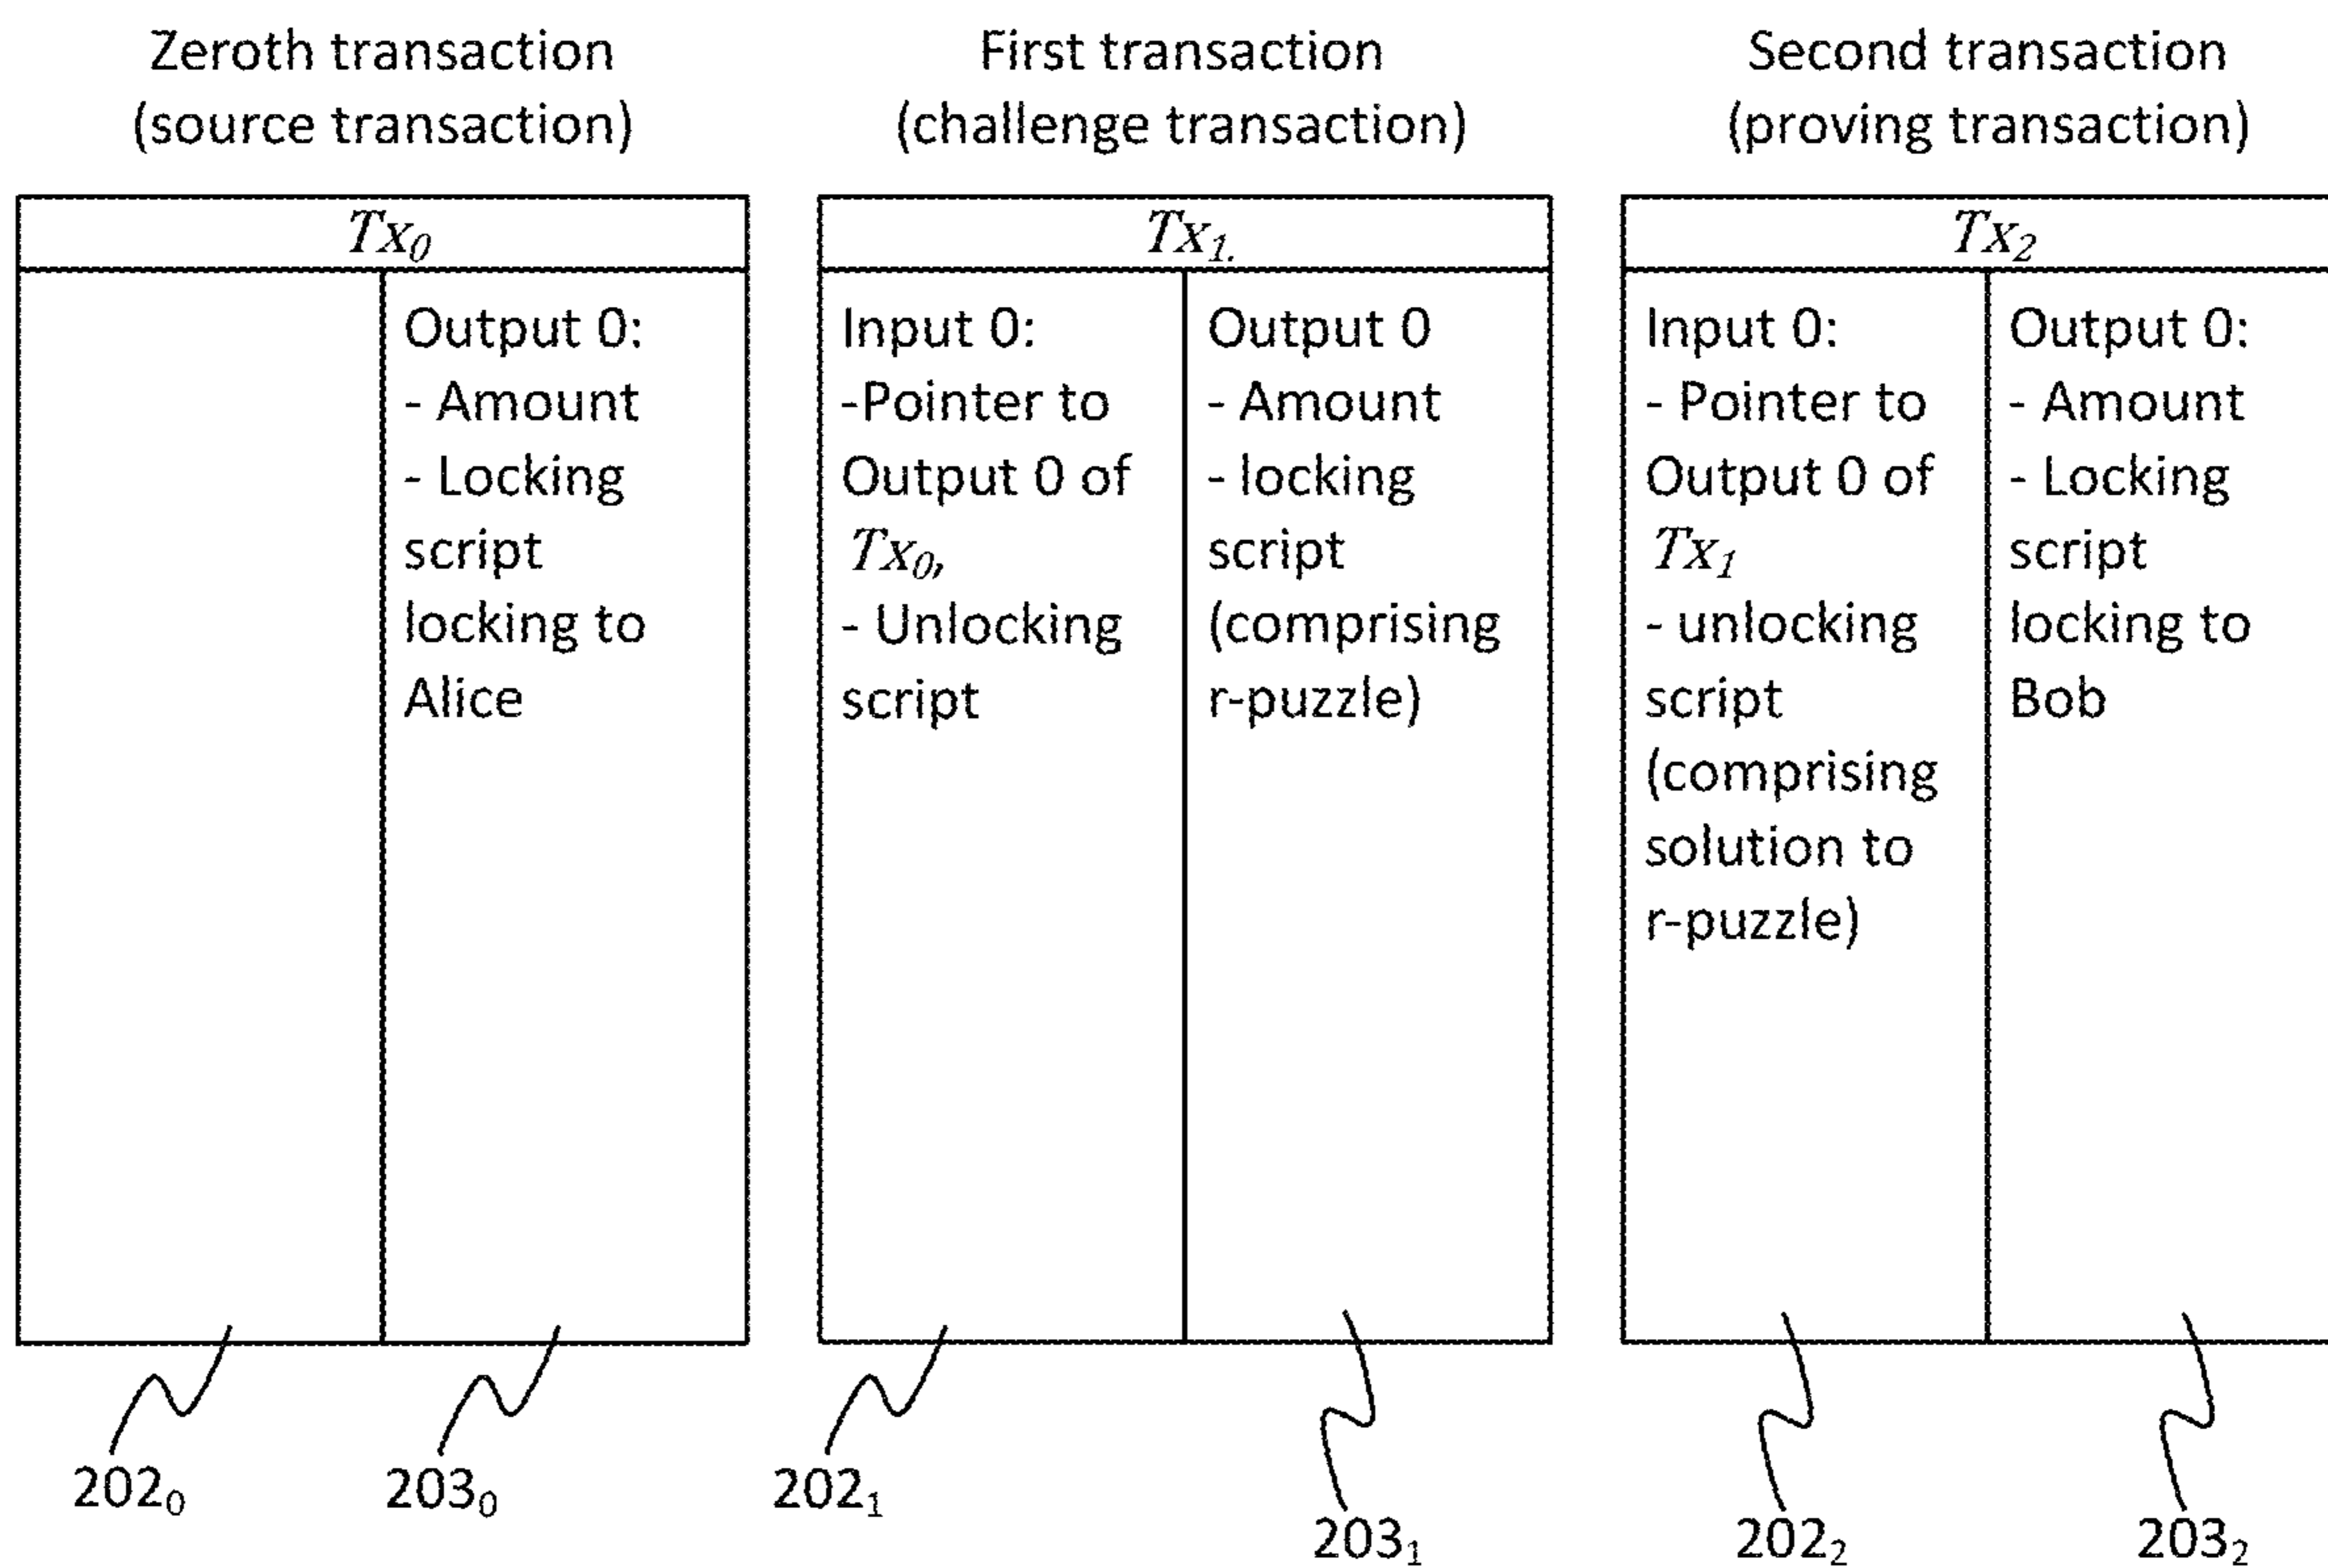 Zeroth transaction
(source transaction)
Tx₀
Output 0:
- Amount
- Locking
script
locking to
Alice
202₀
203₀
First transaction
(challenge transaction)
Tx₁.
Input 0:
-Pointer to
Output 0 of
Tx₀,
- Unlocking
script
Output 0
- Amount
- locking
script
(comprising
r-puzzle)
202₁
203₁
Second transaction
(proving transaction)
Tx₂
Input 0:
- Pointer to
Output 0 of
Tx₁
- unlocking
script
(comprising
solution to
r-puzzle)
Output 0:
- Amount
- Locking
script
locking to
Bob
202₂
203₂